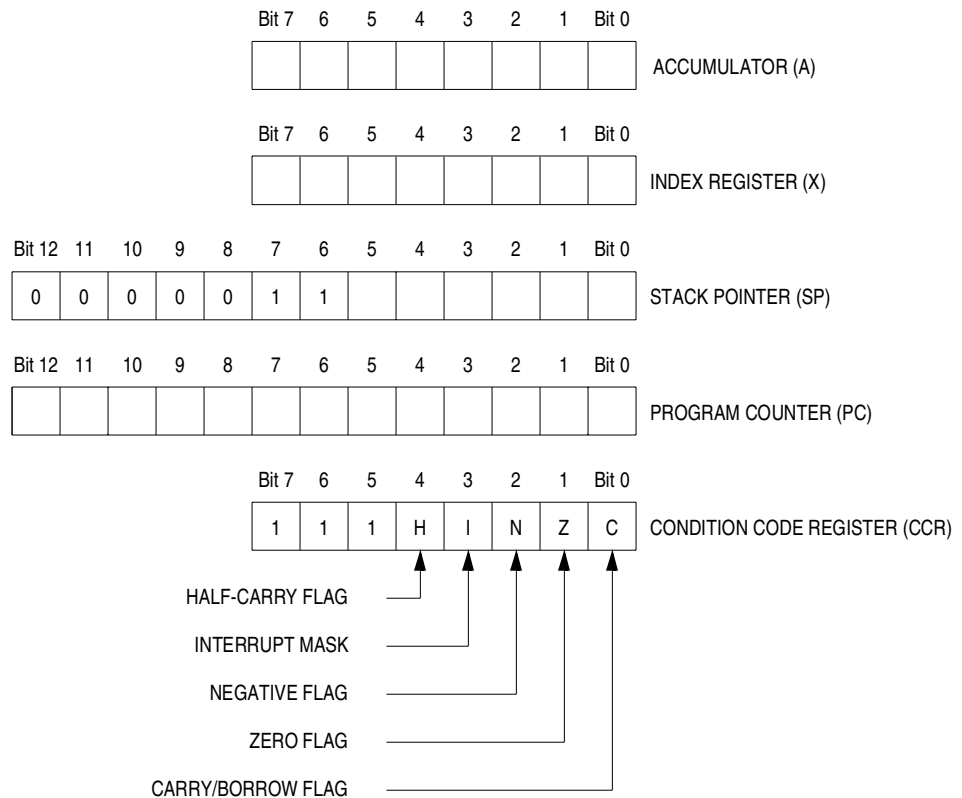 Bit 7 6 5 4 3 2 1 Bit 0
ACCUMULATOR (A)
Bit 7 6 5 4 3 2 1 Bit 0
INDEX REGISTER (X)
Bit 12 11 10 9 8 7 6 5 4 3 2 1 Bit 0
0 0 0 0 0 1 1 STACK POINTER (SP)
Bit 12 11 10 9 8 7 6 5 4 3 2 1 Bit 0
PROGRAM COUNTER (PC)
Bit 7 6 5 4 3 2 1 Bit 0
1 1 1 H I N Z C CONDITION CODE REGISTER (CCR)
HALF-CARRY FLAG
INTERRUPT MASK
NEGATIVE FLAG
ZERO FLAG
CARRY/BORROW FLAG